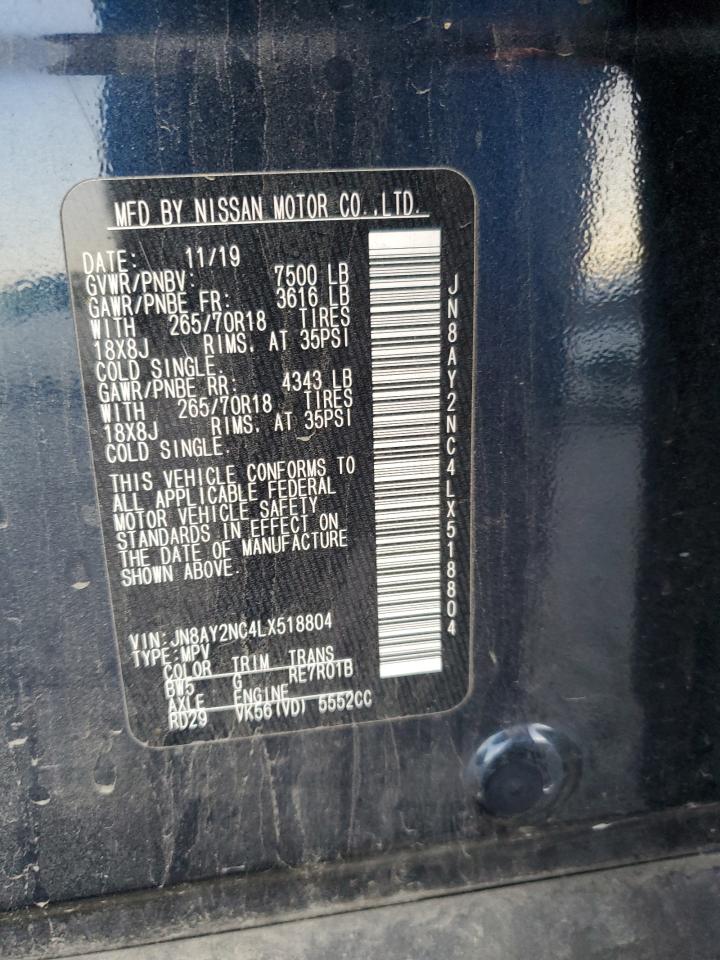 MFD BY NISSAN MOTOR CO.,LTD.
DATE: 11/19
GVWR/PNBV: 7500 LB
GAWR/PNBE FR: 3616 LB
WITH 265/70R18 TIRES
18X8J RIMS, AT 35PSI
COLD SINGLE.
GAWR/PNBE RR: 4343 LB
WITH 265/70R18 TIRES
18X8J RIMS, AT 35PSI
COLD SINGLE.
THIS VEHICLE CONFORMS TO
ALL APPLICABLE FEDERAL
MOTOR VEHICLE SAFETY
STANDARDS IN EFFECT ON
THE DATE OF MANUFACTURE
SHOWN ABOVE.
VIN:JN8AY2NC4LX518804
TYPE:MPV
COLOR TRIM TRANS
BW5 G RE7R01B
AXLE ENGINE
RD29 VK56(VD) 5552CC
JN8AY2NC4LX518804